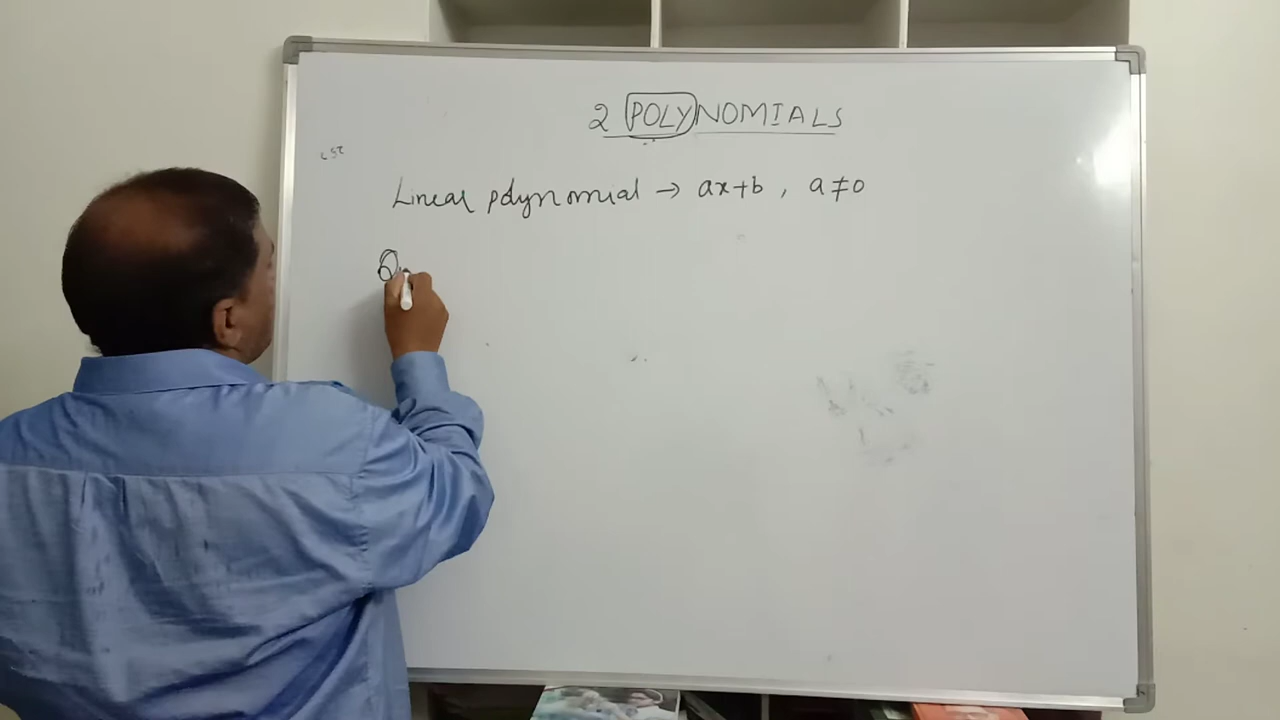 2 POLYNOMIALS
Linear polynomial → ax+b , a≠0
Q